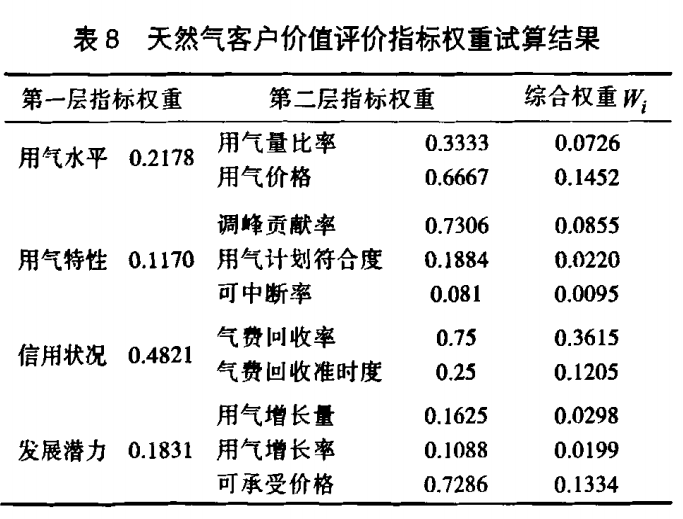 表8 天然气客户价值评价指标权重试算结果
第一层指标权重 第二层指标权重 综合权重 Wi
用气水平 0.2178 用气量比率 0.3333 0.0726
用气价格 0.6667 0.1452
调峰贡献率 0.7306 0.0855
用气特性 0.1170 用气计划符合度 0.1884 0.0220
可中断率 0.081 0.0095
信用状况 0.4821 气费回收率 0.75 0.3615
气费回收准时度 0.25 0.1205
用气增长量 0.1625 0.0298
发展潜力 0.1831 用气增长率 0.1088 0.0199
可承受价格 0.7286 0.1334